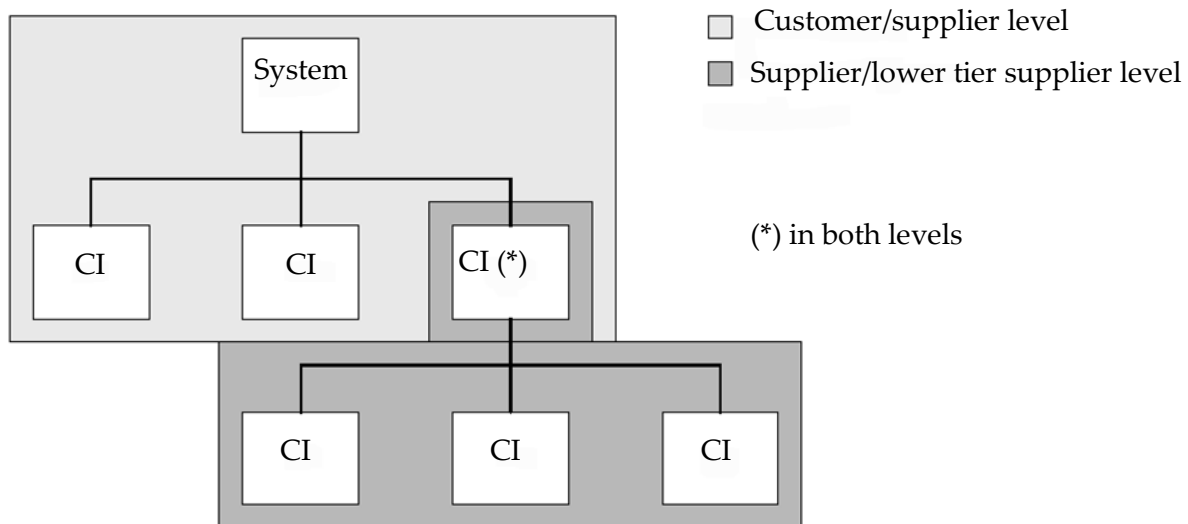 Customer/supplier level
System
Supplier/lower tier supplier level
(*) in both levels
CI
CI
CI (*)
CI
CI
CI